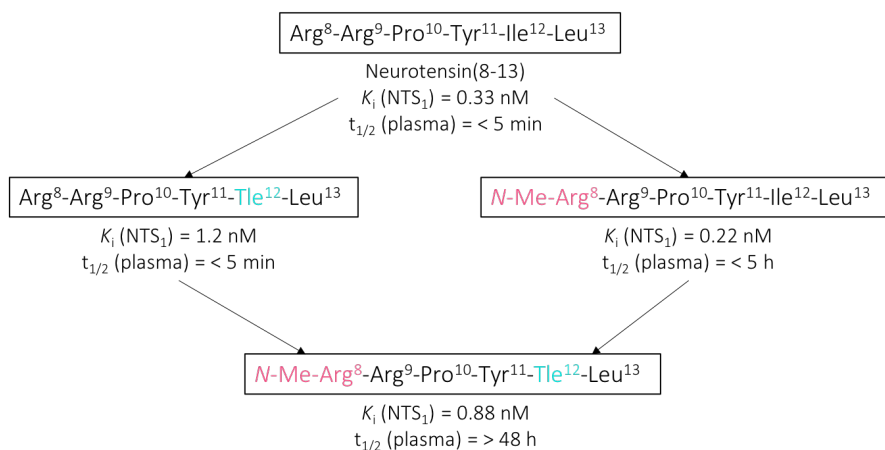 Arg⁸-Arg⁹-Pro¹⁰-Tyr¹¹-Ile¹²-Leu¹³
Neurotensin(8-13)
Kᵢ (NTS₁) = 0.33 nM
t₁/₂ (plasma) = < 5 min
Arg⁸-Arg⁹-Pro¹⁰-Tyr¹¹-Tle¹²-Leu¹³
Kᵢ (NTS₁) = 1.2 nM
t₁/₂ (plasma) = < 5 min
N-Me-Arg⁸-Arg⁹-Pro¹⁰-Tyr¹¹-Ile¹²-Leu¹³
Kᵢ (NTS₁) = 0.22 nM
t₁/₂ (plasma) = < 5 h
N-Me-Arg⁸-Arg⁹-Pro¹⁰-Tyr¹¹-Tle¹²-Leu¹³
Kᵢ (NTS₁) = 0.88 nM
t₁/₂ (plasma) = > 48 h